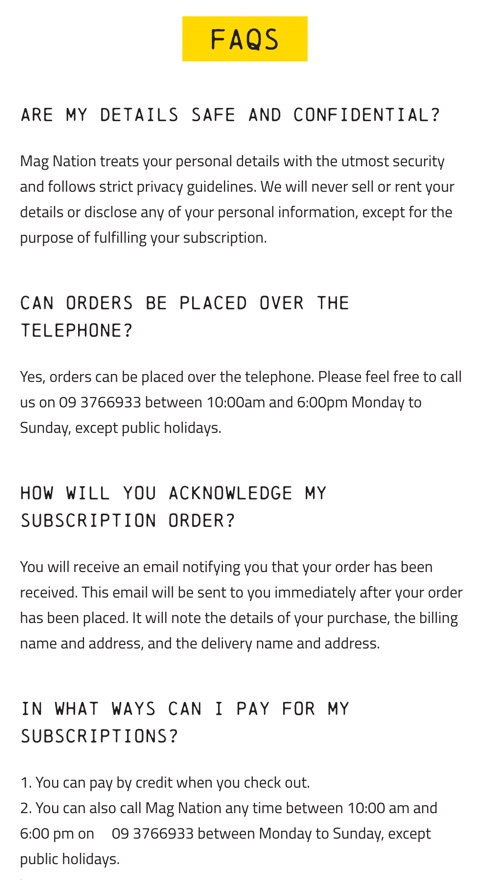 FAQS
ARE MY DETAILS SAFE AND CONFIDENTIAL?
Mag Nation treats your personal details with the utmost security
and follows strict privacy guidelines. We will never sell or rent your
details or disclose any of your personal information, except for the
purpose of fulfilling your subscription.
CAN ORDERS BE PLACED OVER THE
TELEPHONE?
Yes, orders can be placed over the telephone. Please feel free to call
us on 09 3766933 between 10:00am and 6:00pm Monday to
Sunday, except public holidays.
HOW WILL YOU ACKNOWLEDGE MY
SUBSCRIPTION ORDER?
You will receive an email notifying you that your order has been
received. This email will be sent to you immediately after your order
has been placed. It will note the details of your purchase, the billing
name and address, and the delivery name and address.
IN WHAT WAYS CAN I PAY FOR MY
SUBSCRIPTIONS?
1. You can pay by credit when you check out.
2. You can also call Mag Nation any time between 10:00 am and
6:00 pm on 09 3766933 between Monday to Sunday, except
public holidays.